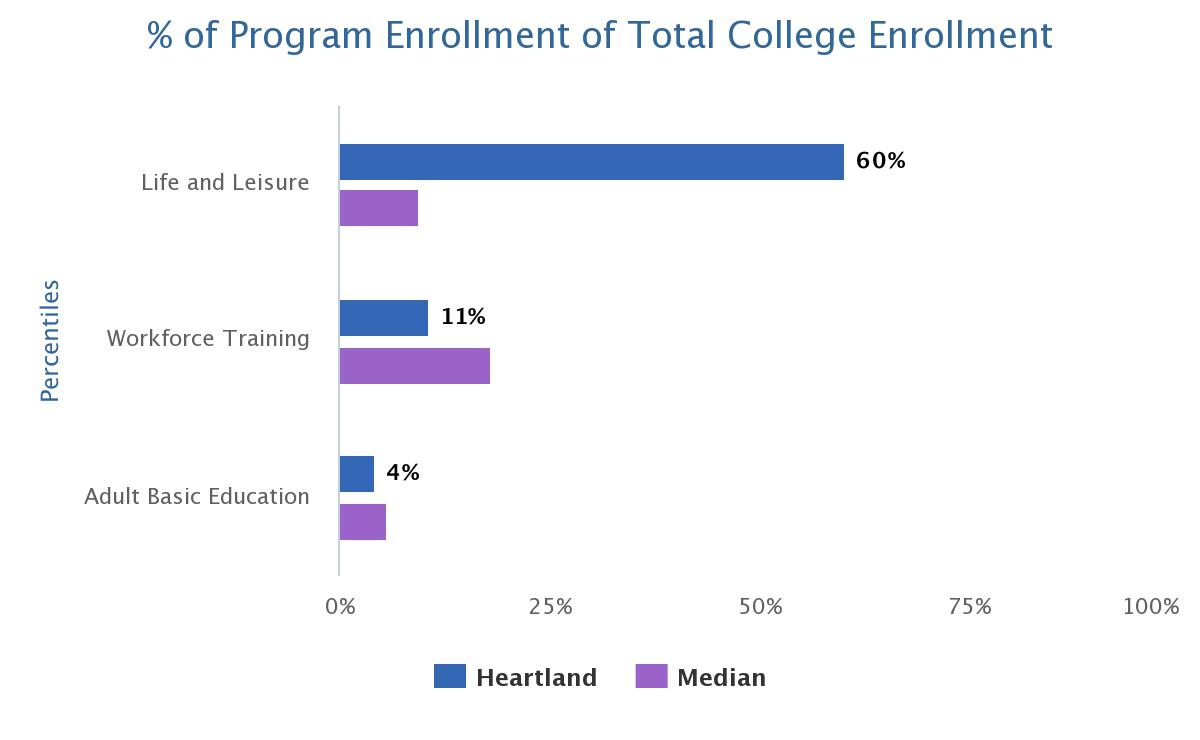 % of Program Enrollment of Total College Enrollment
Percentiles
Life and Leisure
60%
Workforce Training
11%
Adult Basic Education
4%
0% 25% 50% 75% 100%
Heartland Median